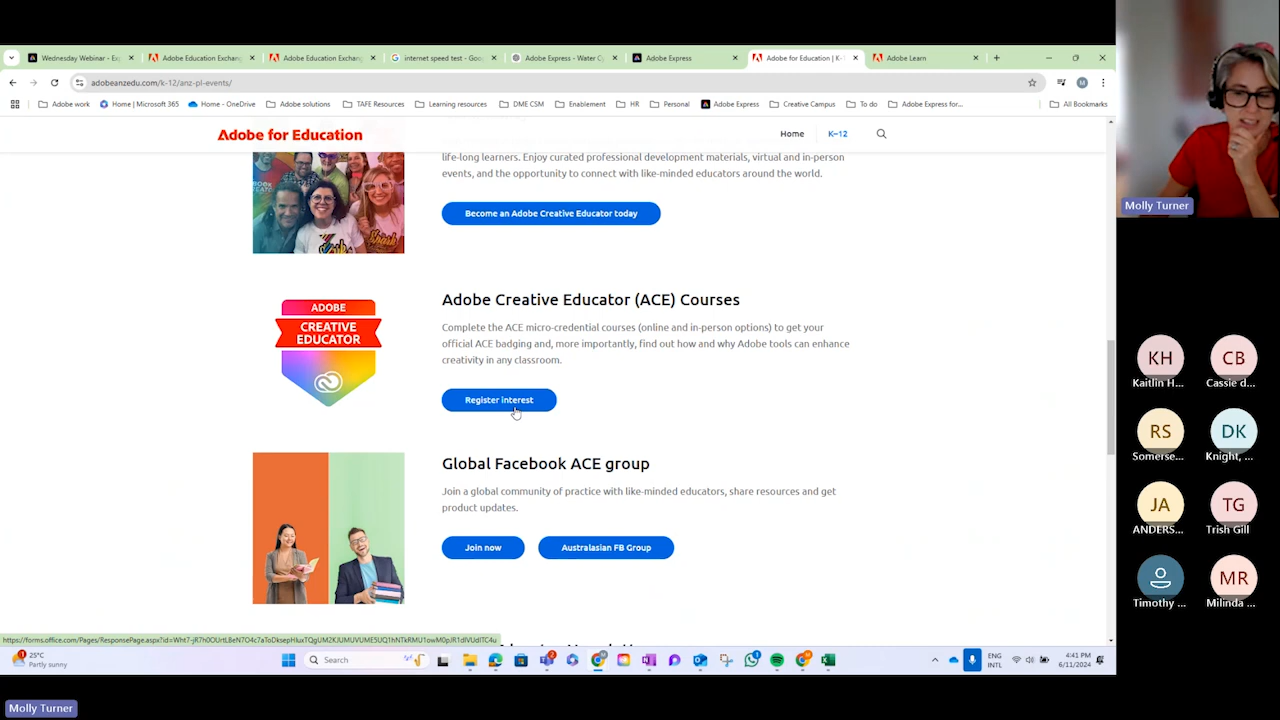 Wednesday Webinar - Ex
Adobe Education Exchan
Adobe Education Exchan
internet speed test - Goo
Adobe Express - Water C
Adobe Express
Adobe for Education | K-
Adobe Learn
adobeanzedu.com/k-12/anz-pl-events/
Adobe work
Home | Microsoft 365
Home - OneDrive
Adobe solutions
TAFE Resources
Learning resources
DME CSM
Enablement
HR
Personal
Adobe Express
Creative Campus
To do
Adobe Express for...
All Bookmarks
Adobe for Education
Home
K–12
life-long learners. Enjoy curated professional development materials, virtual and in-person
events, and the opportunity to connect with like-minded educators around the world.
Become an Adobe Creative Educator today
ADOBE
CREATIVE
EDUCATOR
Adobe Creative Educator (ACE) Courses
Complete the ACE micro-credential courses (online and in-person options) to get your
official ACE badging and, more importantly, find out how and why Adobe tools can enhance
creativity in any classroom.
Register interest
Global Facebook ACE group
Join a global community of practice with like-minded educators, share resources and get
product updates.
Join now
Australasian FB Group
25°C
Partly sunny
Search
ENG
INTL
4:41 PM
6/11/2024
Molly Turner
KH
Kaitlin H...
CB
Cassie d...
RS
Somerse...
DK
Knight, ...
JA
ANDERS...
TG
Trish Gill
Timothy ...
MR
Milinda ...
Molly Turner